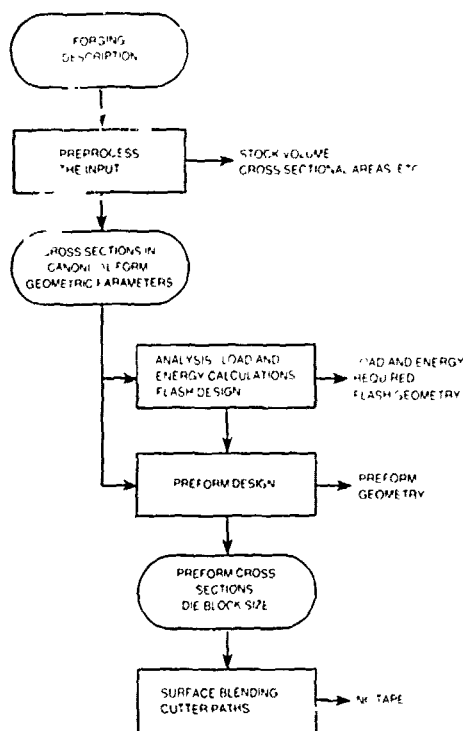 FORGING
DESCRIPTION
PREPROCESS
THE INPUT
STOCK VOLUME
CROSS SECTIONAL AREAS, ETC
CROSS SECTIONS IN
CANONICAL FORM
GEOMETRIC PARAMETERS
ANALYSIS LOAD AND
ENERGY CALCULATIONS
FLASH DESIGN
LOAD AND ENERGY
REQUIRED
FLASH GEOMETRY
PREFORM DESIGN
PREFORM
GEOMETRY
PREFORM CROSS
SECTIONS
DIE BLOCK SIZE
SURFACE BLENDING
CUTTER PATHS
NC TAPE